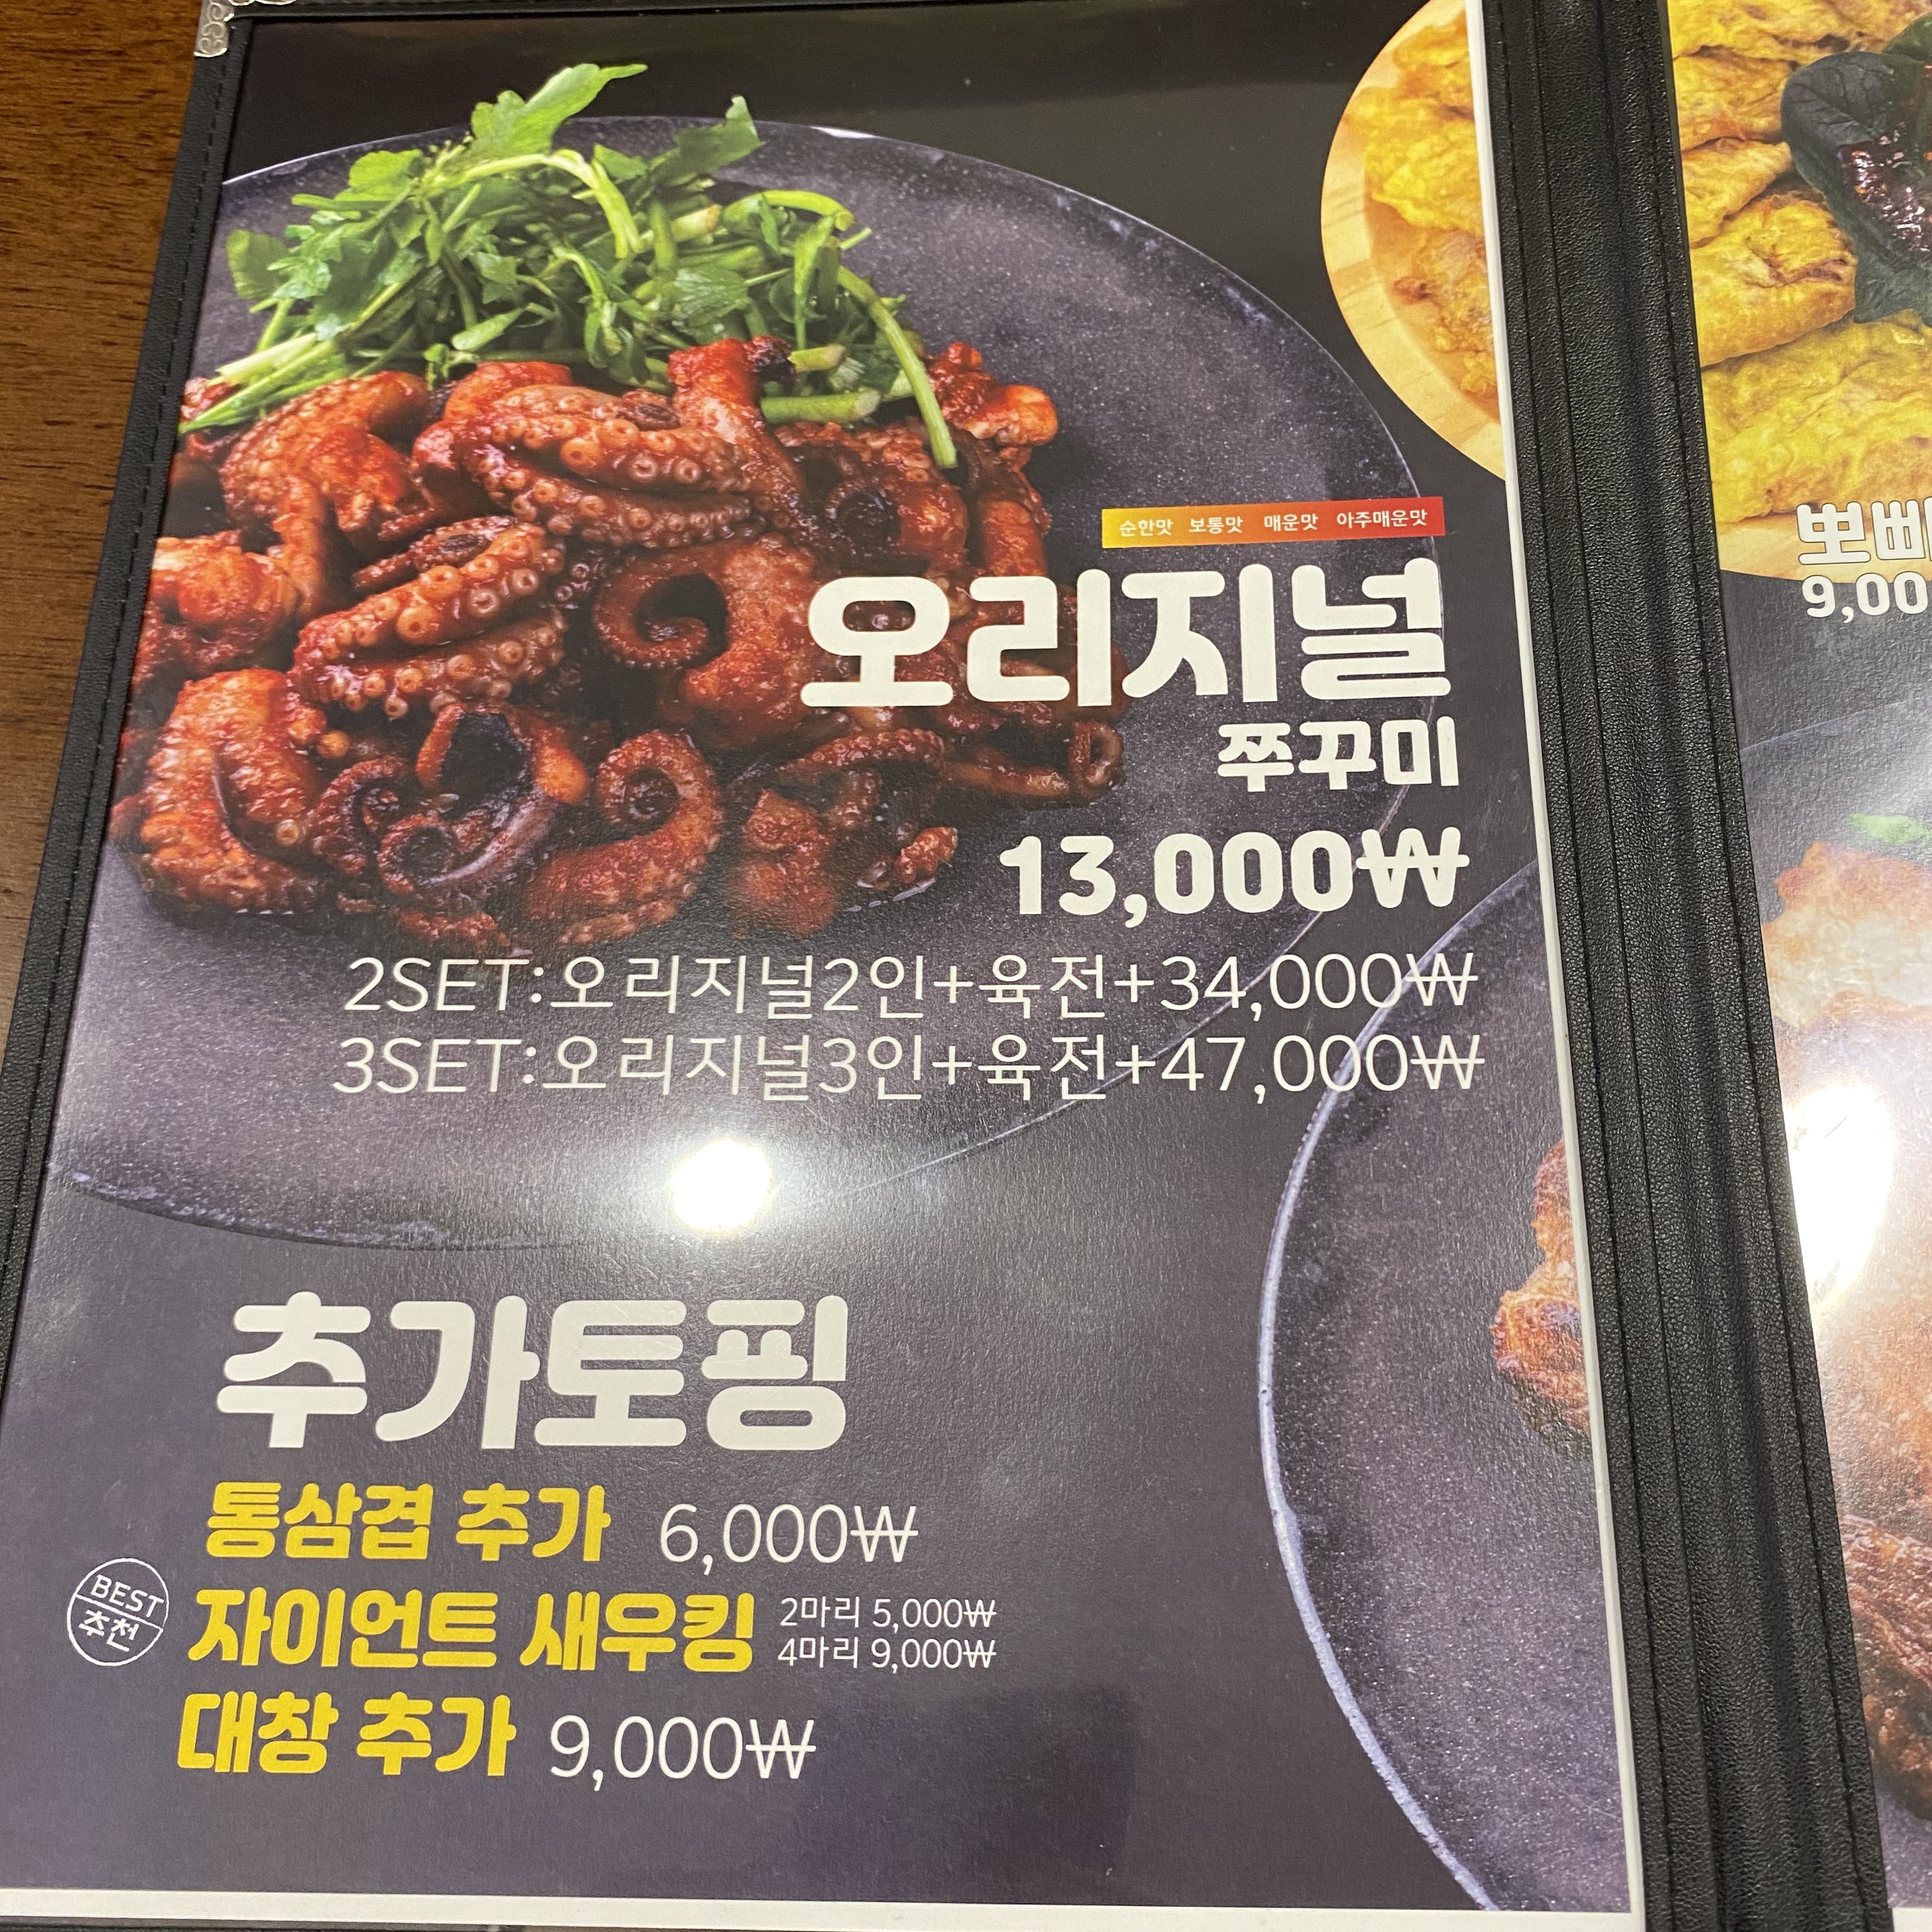 순한맛 보통맛 매운맛 아주매운맛
오리지널
쭈꾸미
13,000₩
2SET:오리지널2인+육전+34,000₩
3SET:오리지널3인+육전+47,000₩
추가토핑
통삼겹 추가 6,000₩
BEST
추천
자이언트 새우킹
2마리 5,000₩
4마리 9,000₩
대창 추가 9,000₩